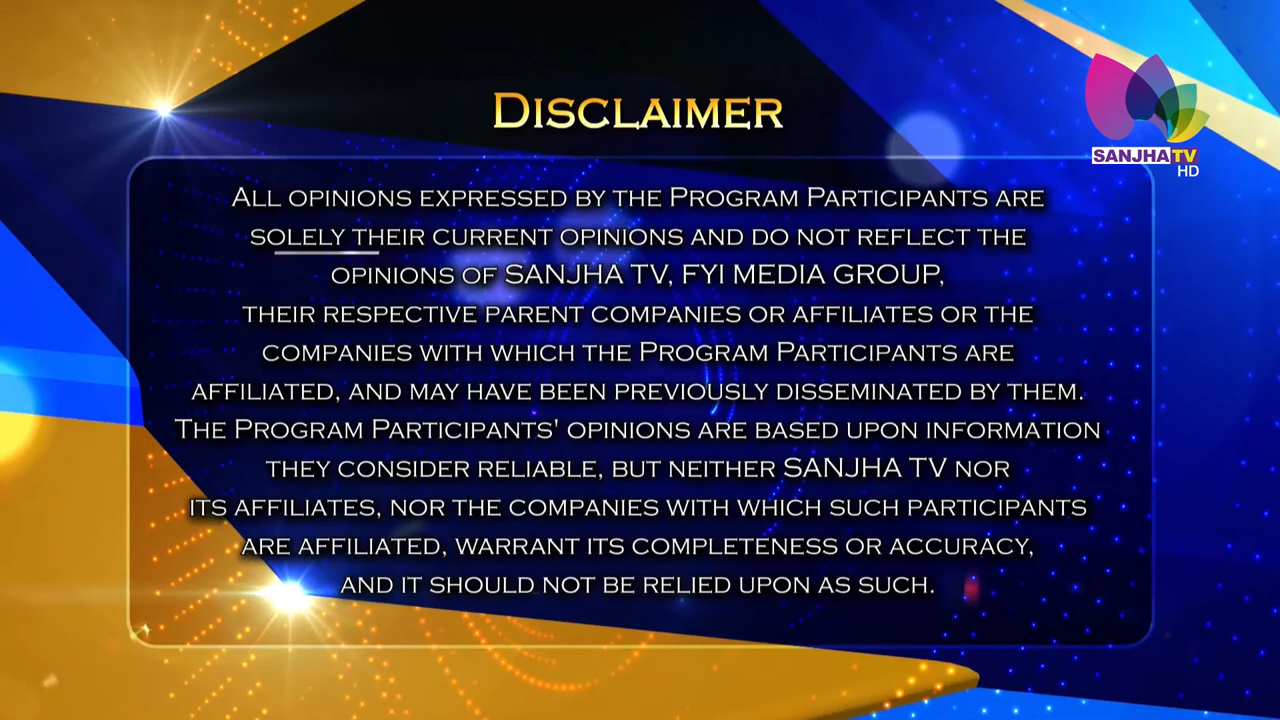 DISCLAIMER
SANJHA TV
HD
ALL OPINIONS EXPRESSED BY THE PROGRAM PARTICIPANTS ARE
SOLELY THEIR CURRENT OPINIONS AND DO NOT REFLECT THE
OPINIONS OF SANJHA TV, FYI MEDIA GROUP,
THEIR RESPECTIVE PARENT COMPANIES OR AFFILIATES OR THE
COMPANIES WITH WHICH THE PROGRAM PARTICIPANTS ARE
AFFILIATED, AND MAY HAVE BEEN PREVIOUSLY DISSEMINATED BY THEM.
THE PROGRAM PARTICIPANTS' OPINIONS ARE BASED UPON INFORMATION
THEY CONSIDER RELIABLE, BUT NEITHER SANJHA TV NOR
ITS AFFILIATES, NOR THE COMPANIES WITH WHICH SUCH PARTICIPANTS
ARE AFFILIATED, WARRANT ITS COMPLETENESS OR ACCURACY,
AND IT SHOULD NOT BE RELIED UPON AS SUCH.